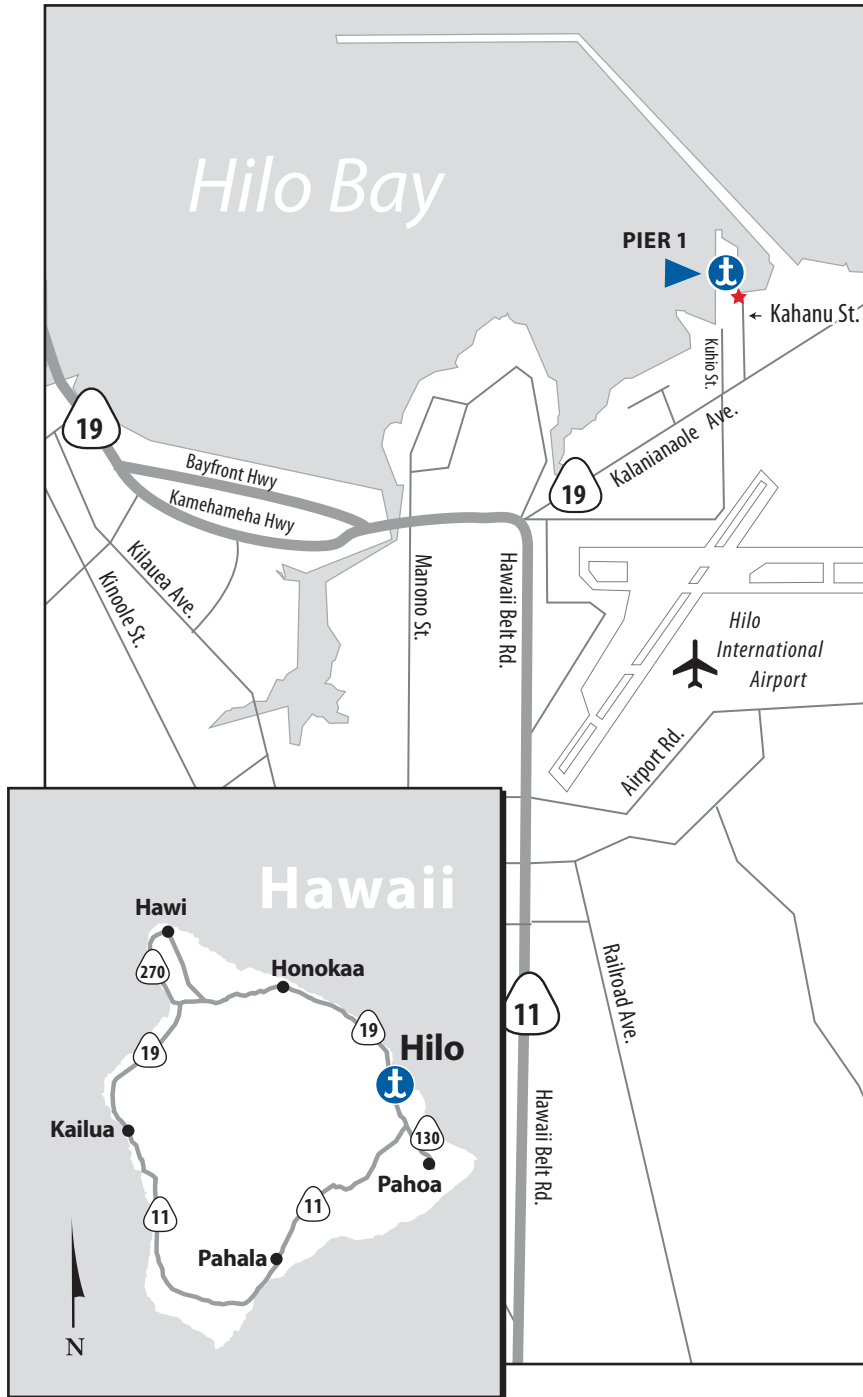 Hilo Bay
PIER 1
Kahanu St.
Kuhio St.
Kalanianaole Ave.
19
19
Bayfront Hwy
Kamehameha Hwy
Kilauea Ave.
Kinoole St.
Manono St.
Hawaii Belt Rd.
Hilo
International
Airport
Airport Rd.
Railroad Ave.
11
Hawaii Belt Rd.
Hawaii
Hawi
270
Honokaa
19
19
Hilo
Kailua
130
Pahoa
11
11
Pahala
N